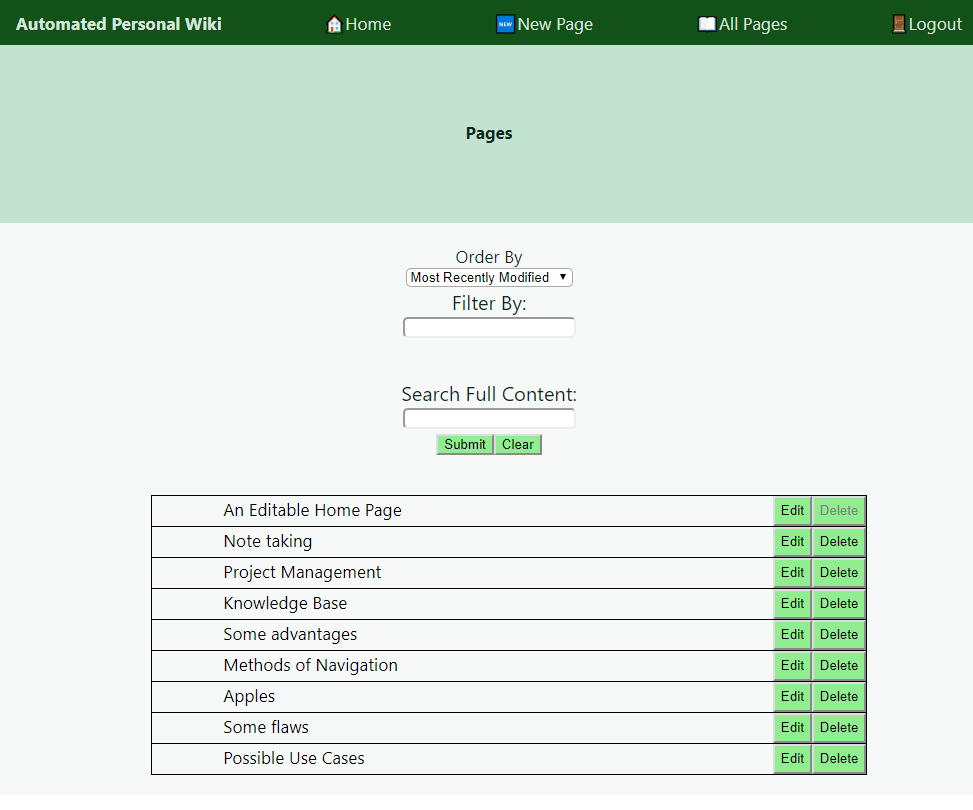 Automated Personal Wiki Home NEW New Page All Pages Logout
Pages
Order By
Most Recently Modified
Filter By:
Search Full Content:
Submit Clear
An Editable Home Page Edit Delete
Note taking Edit Delete
Project Management Edit Delete
Knowledge Base Edit Delete
Some advantages Edit Delete
Methods of Navigation Edit Delete
Apples Edit Delete
Some flaws Edit Delete
Possible Use Cases Edit Delete